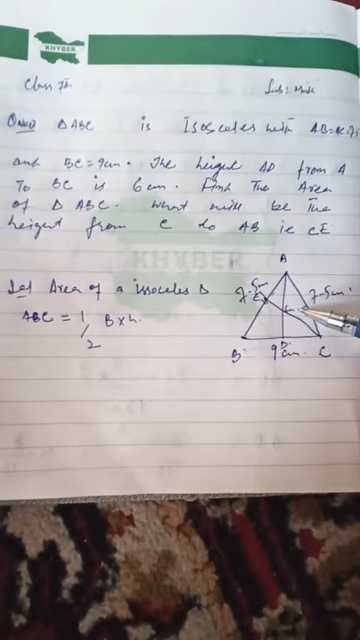 KHYBER
Class 7th Sub: Math
Q no 7) Δ ABC is Isosceles with AB=AC=7.5
and BC=9cm. The height AD from A
To BC is 6cm. Find The Area
of Δ ABC. what will be The
height from C to AB ie CE.
Sol Area of a isosceles Δ
ABC = 1/2 B×h.
A
7.5cm 7.5cm
E
B D C
9cm
KHYBER